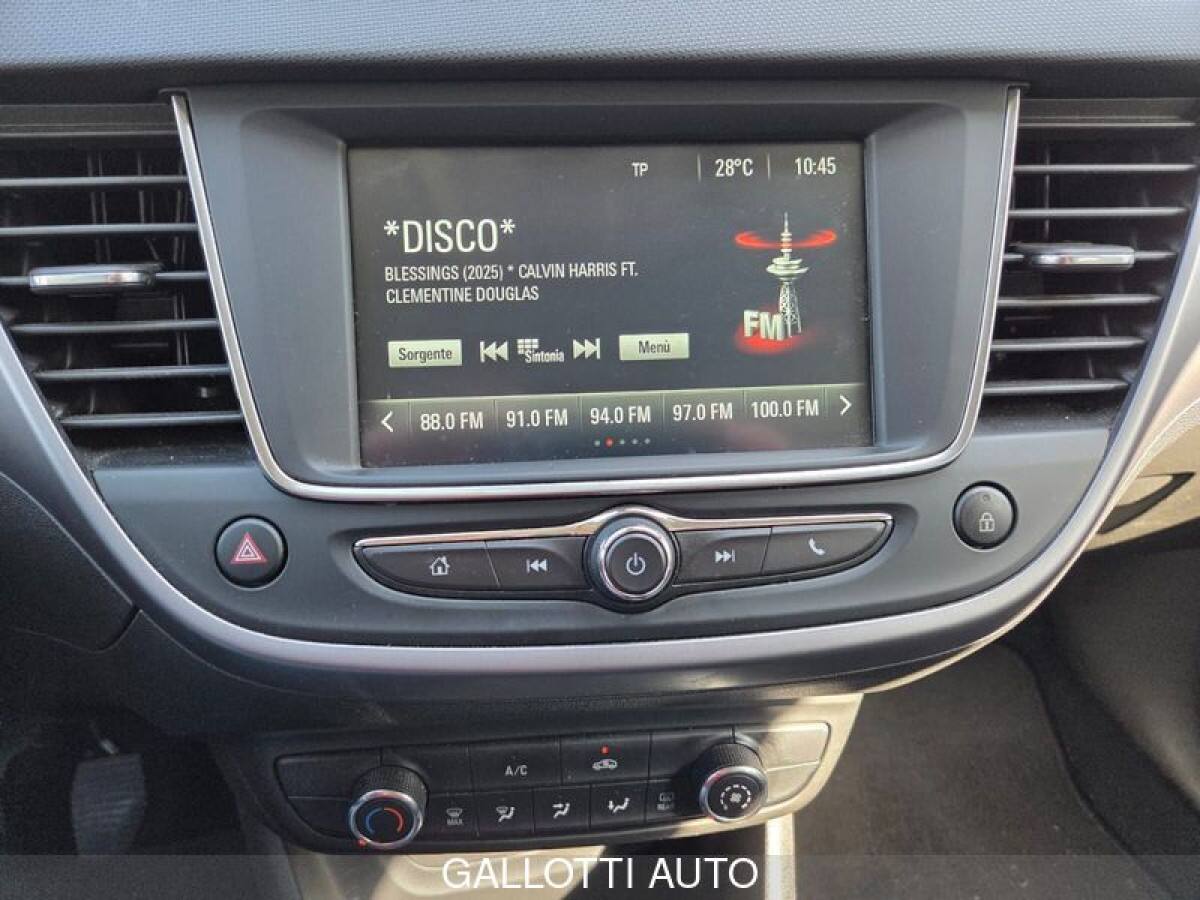 TP 28°C 10:45
*DISCO*
BLESSINGS (2025) * CALVIN HARRIS FT.
CLEMENTINE DOUGLAS
FM
Sorgente Sintonia Menù
88.0 FM 91.0 FM 94.0 FM 97.0 FM 100.0 FM
A/C
MAX REAR
GALLOTTI AUTO